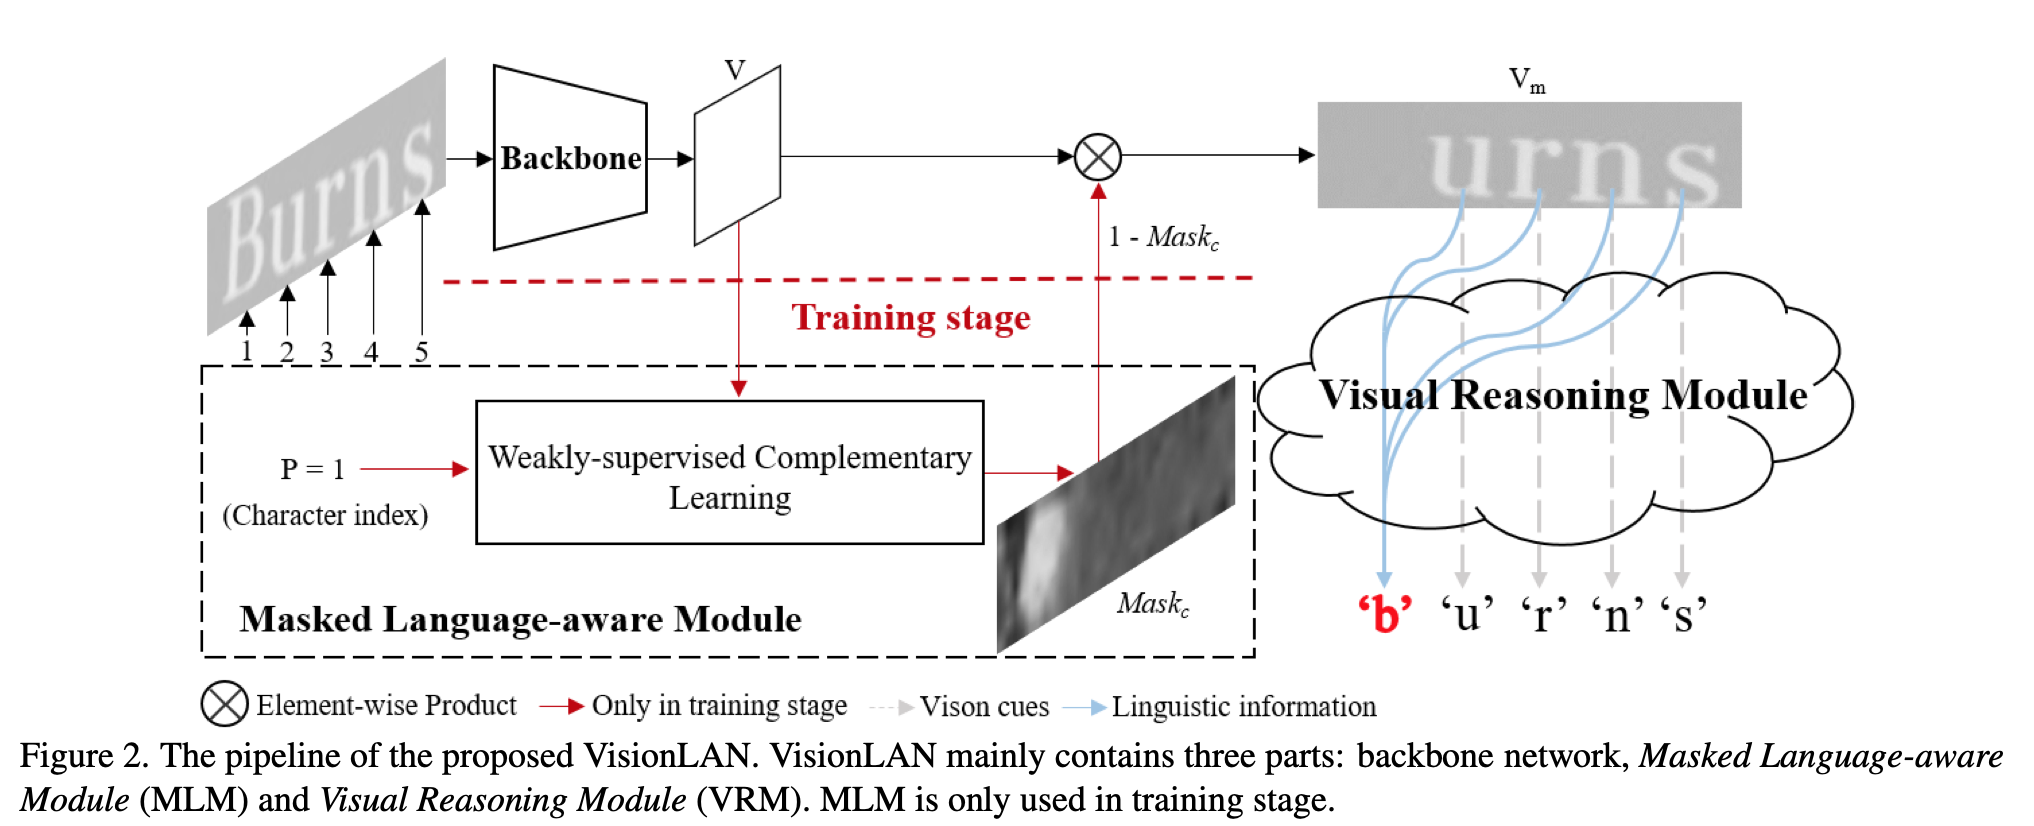 V
Burns
Backbone
V_m
urns
1 - Mask_c
Training stage
1 2 3 4 5
P = 1
(Character index)
Weakly-supervised Complementary
Learning
Mask_c
Masked Language-aware Module
Visual Reasoning Module
‘b’ ‘u’ ‘r’ ‘n’ ‘s’
Element-wise Product Only in training stage Vison cues Linguistic information
Figure 2. The pipeline of the proposed VisionLAN. VisionLAN mainly contains three parts: backbone network, Masked Language-aware
Module (MLM) and Visual Reasoning Module (VRM). MLM is only used in training stage.